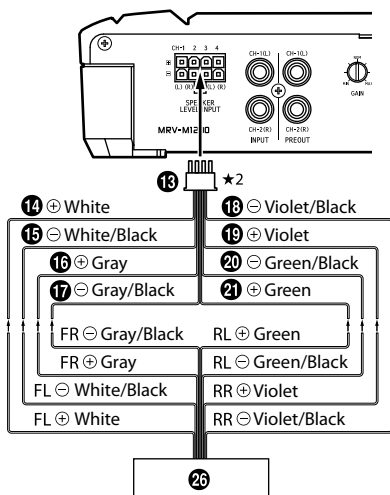 CH-1 2 3 4
⊕
⊖
(L) (R) (L) (R)
SPEAKER
LEVEL INPUT
MRV-M1200
CH-1(L) CH-1(L)
CH-2(R) CH-2(R)
INPUT PREOUT
MIN MAX
GAIN
13 ★2
14 ⊕ White
15 ⊖ White/Black
16 ⊕ Gray
17 ⊖ Gray/Black
18 ⊖ Violet/Black
19 ⊕ Violet
20 ⊖ Green/Black
21 ⊕ Green
FR ⊖ Gray/Black
FR ⊕ Gray
FL ⊖ White/Black
FL ⊕ White
RL ⊕ Green
RL ⊖ Green/Black
RR ⊕ Violet
RR ⊖ Violet/Black
26